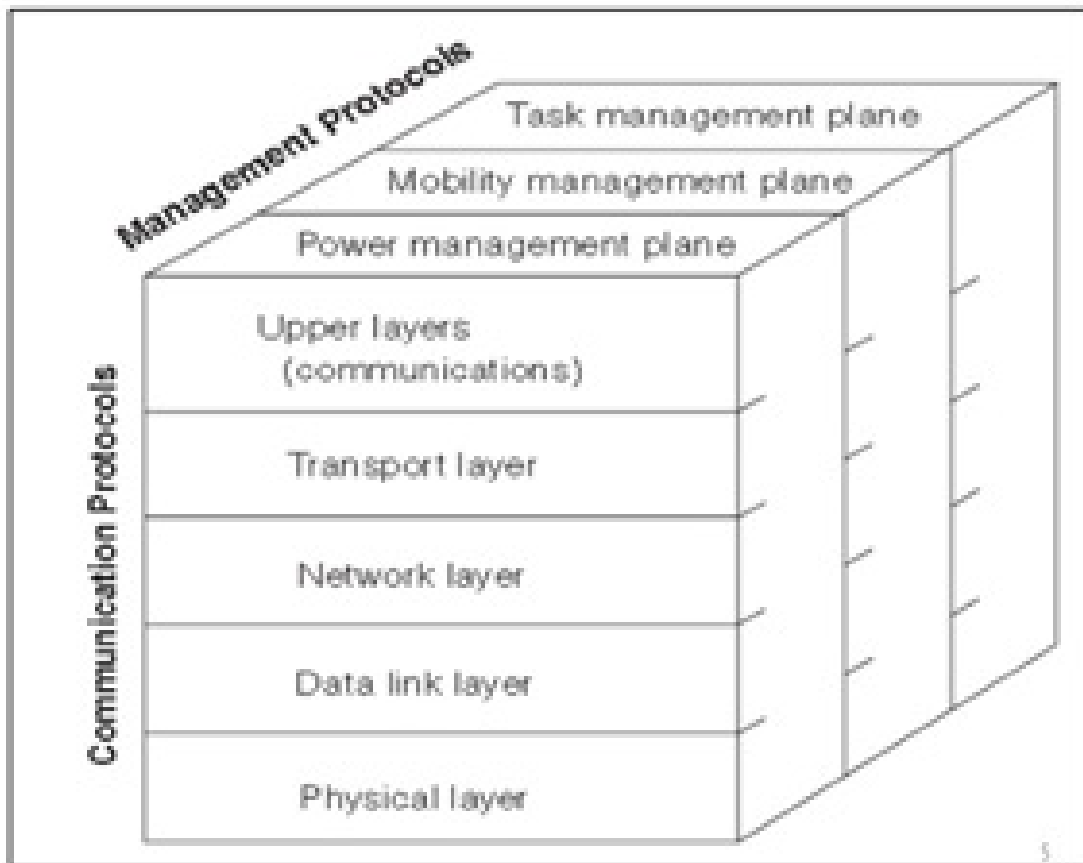 Management Protocols
Task management plane
Mobility management plane
Power management plane
Communication Protocols
Upper layers
(communications)
Transport layer
Network layer
Data link layer
Physical layer
5